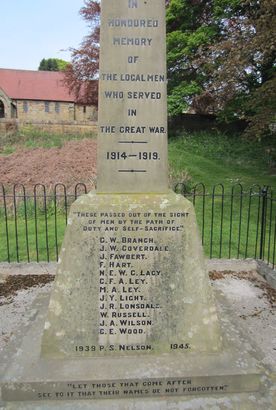 IN
HONOURED
MEMORY
OF
THE LOCAL MEN
WHO SERVED
IN
THE GREAT WAR.
1914–1919.
"THESE PASSED OUT OF THE SIGHT
OF MEN BY THE PATH OF
DUTY AND SELF-SACRIFICE."
G. W. BRANCH.
J. W. COVERDALE.
J. FAWBERT.
F. HART.
N. E. W. C. LACY.
C. F. A. LEY.
M. A. LEY.
J. Y. LIGHT.
J. R. LONSDALE.
W. RUSSELL.
J. A. WILSON.
G. E. WOOD.
1939 P. S. NELSON. 1945.
"LET THOSE THAT COME AFTER
SEE TO IT THAT THEIR NAMES BE NOT FORGOTTEN."